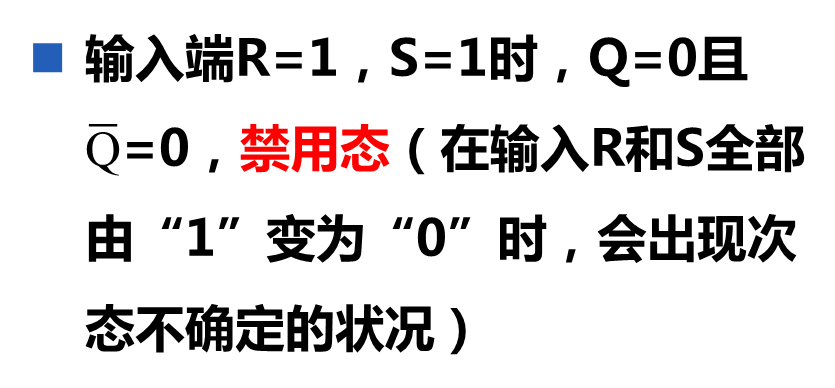 输入端R=1，S=1时，Q=0且
Q̅=0，禁用态（在输入R和S全部
由“1”变为“0”时，会出现次
态不确定的状况）